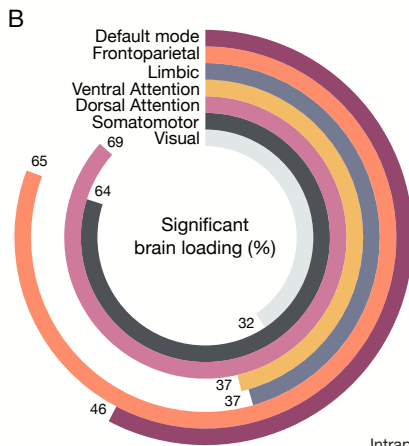 B
Default mode
Frontoparietal
Limbic
Ventral Attention
Dorsal Attention
Somatomotor
Visual
69
65
64
Significant
brain loading (%)
32
37
37
46
Intrap